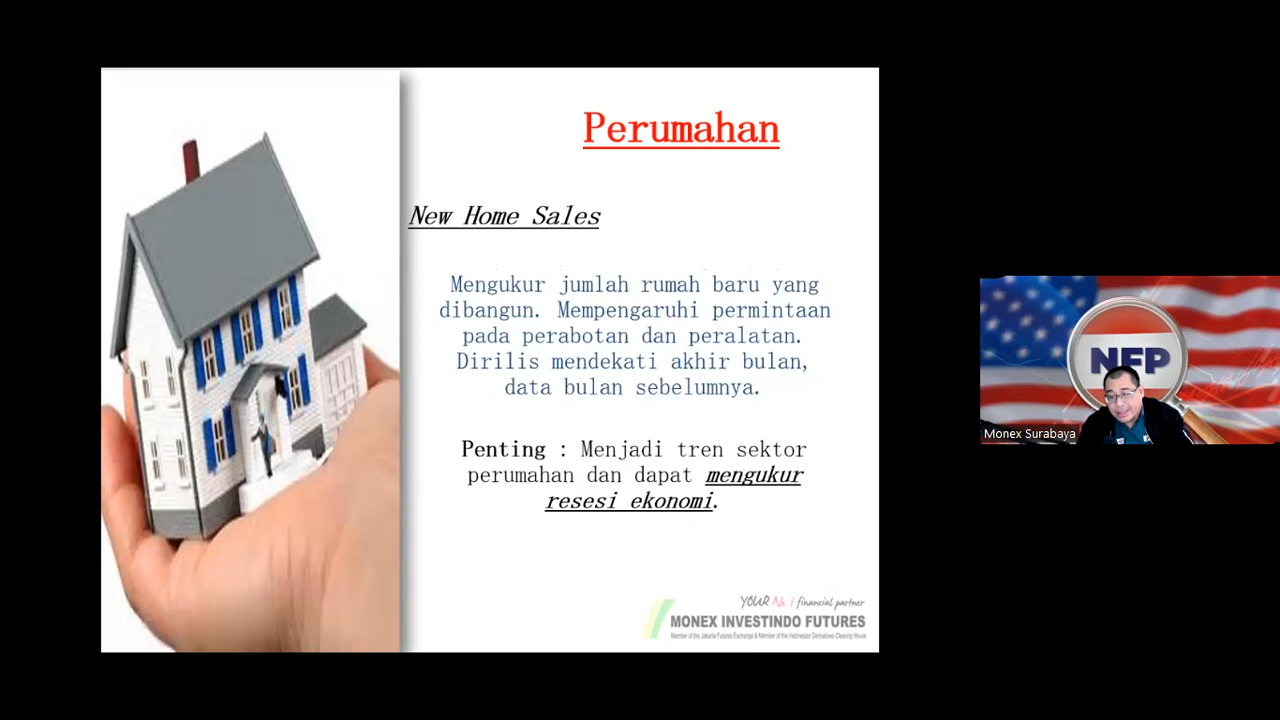 Perumahan
New Home Sales
Mengukur jumlah rumah baru yang
dibangun. Mempengaruhi permintaan
pada perabotan dan peralatan.
Dirilis mendekati akhir bulan,
data bulan sebelumnya.
Penting : Menjadi tren sektor
perumahan dan dapat mengukur
resesi ekonomi.
YOUR No.1 financial partner
MONEX INVESTINDO FUTURES
Member of the Jakarta Futures Exchange & Member of the Indonesian Derivatives Clearing House
NFP
Monex Surabaya